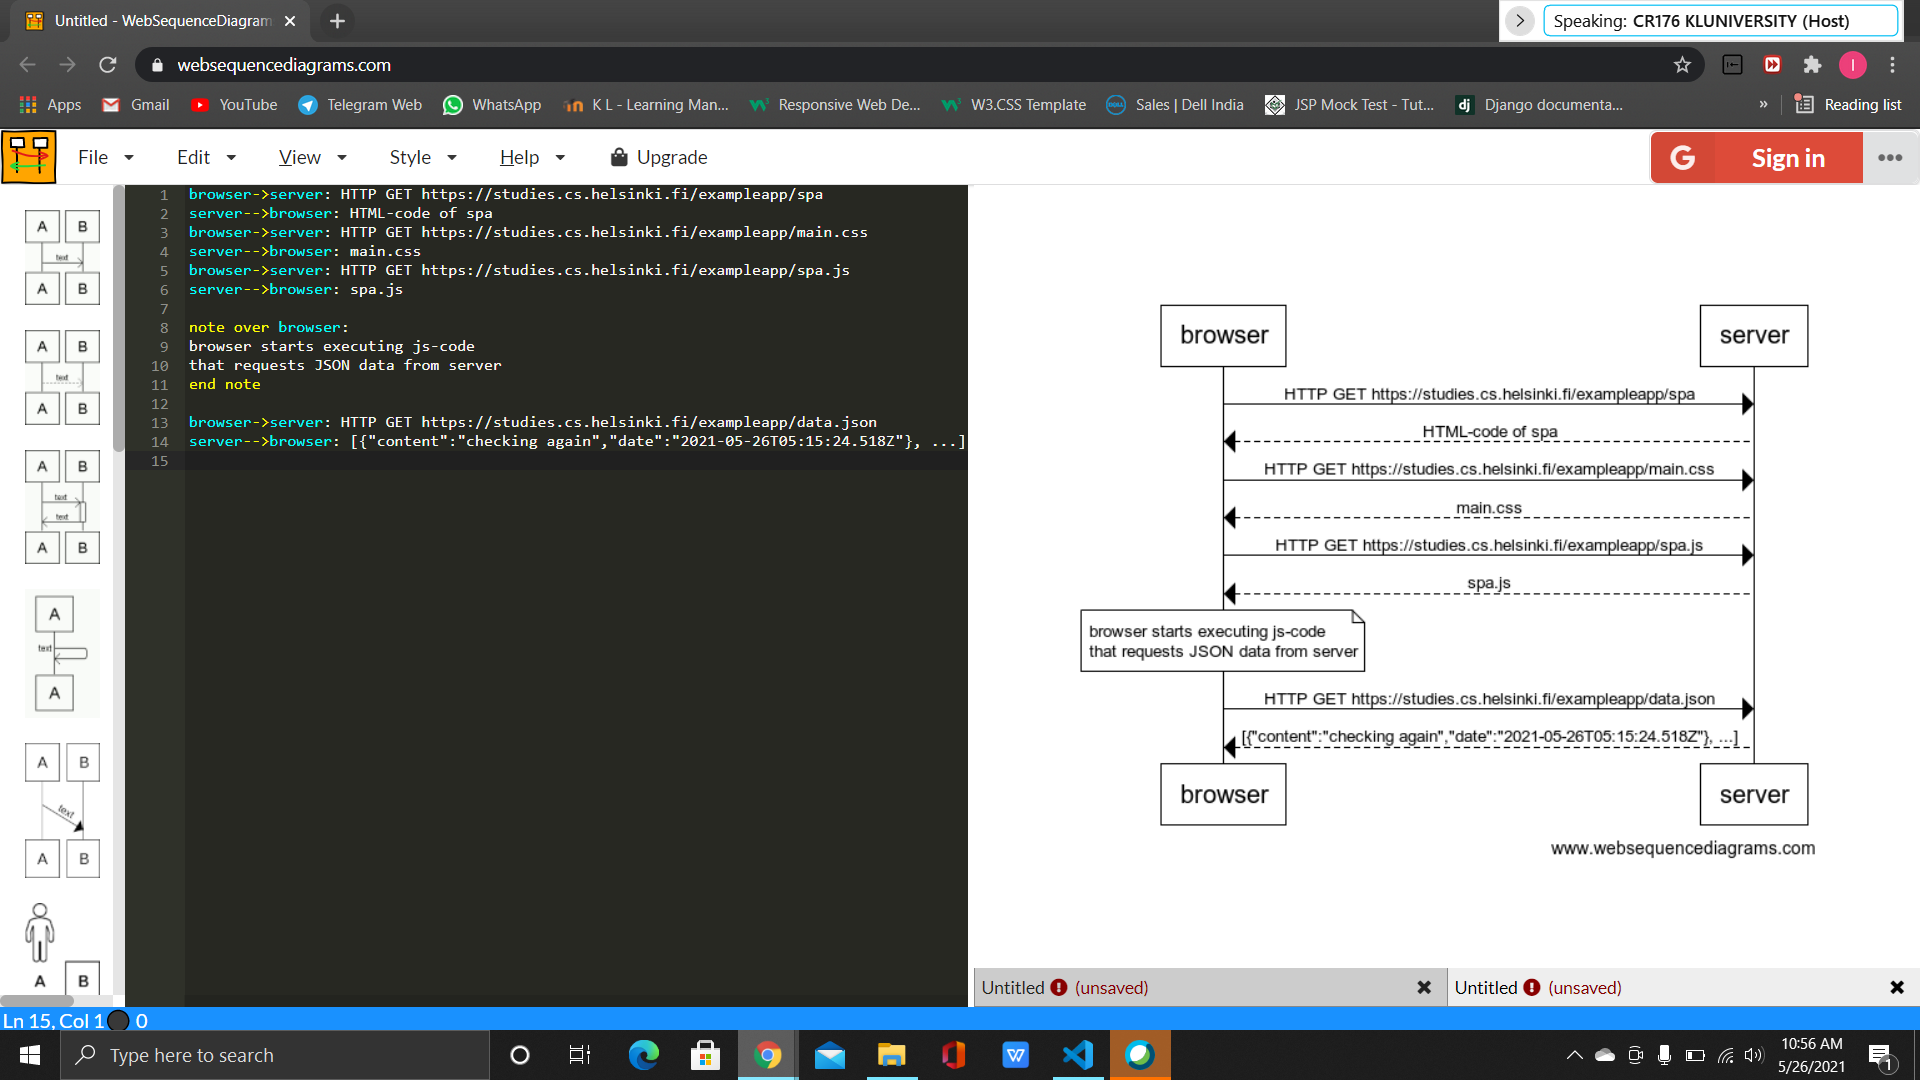 Untitled - WebSequenceDiagram
Speaking: CR176 KLUNIVERSITY (Host)
websequencediagrams.com
I
Apps
Gmail
YouTube
Telegram Web
WhatsApp
K L - Learning Man...
Responsive Web De...
W3.CSS Template
Sales | Dell India
JSP Mock Test - Tut...
dj Django documenta...
»
Reading list
File
Edit
View
Style
Help
Upgrade
G Sign in
1 browser->server: HTTP GET https://studies.cs.helsinki.fi/exampleapp/spa
2 server-->browser: HTML-code of spa
3 browser->server: HTTP GET https://studies.cs.helsinki.fi/exampleapp/main.css
4 server-->browser: main.css
5 browser->server: HTTP GET https://studies.cs.helsinki.fi/exampleapp/spa.js
6 server-->browser: spa.js
7
8 note over browser:
9 browser starts executing js-code
10 that requests JSON data from server
11 end note
12
13 browser->server: HTTP GET https://studies.cs.helsinki.fi/exampleapp/data.json
14 server-->browser: [{"content":"checking again","date":"2021-05-26T05:15:24.518Z"}, ...]
15
A B
text
A B
A B
text
A B
A B
text
text
A B
A
text
A
A B
text
A B
A B
browser server
HTTP GET https://studies.cs.helsinki.fi/exampleapp/spa
HTML-code of spa
HTTP GET https://studies.cs.helsinki.fi/exampleapp/main.css
main.css
HTTP GET https://studies.cs.helsinki.fi/exampleapp/spa.js
spa.js
browser starts executing js-code
that requests JSON data from server
HTTP GET https://studies.cs.helsinki.fi/exampleapp/data.json
[{"content":"checking again","date":"2021-05-26T05:15:24.518Z"}, ...]
browser server
www.websequencediagrams.com
Untitled (unsaved)
Untitled (unsaved)
Ln 15, Col 1 0
Type here to search
10:56 AM
5/26/2021
1